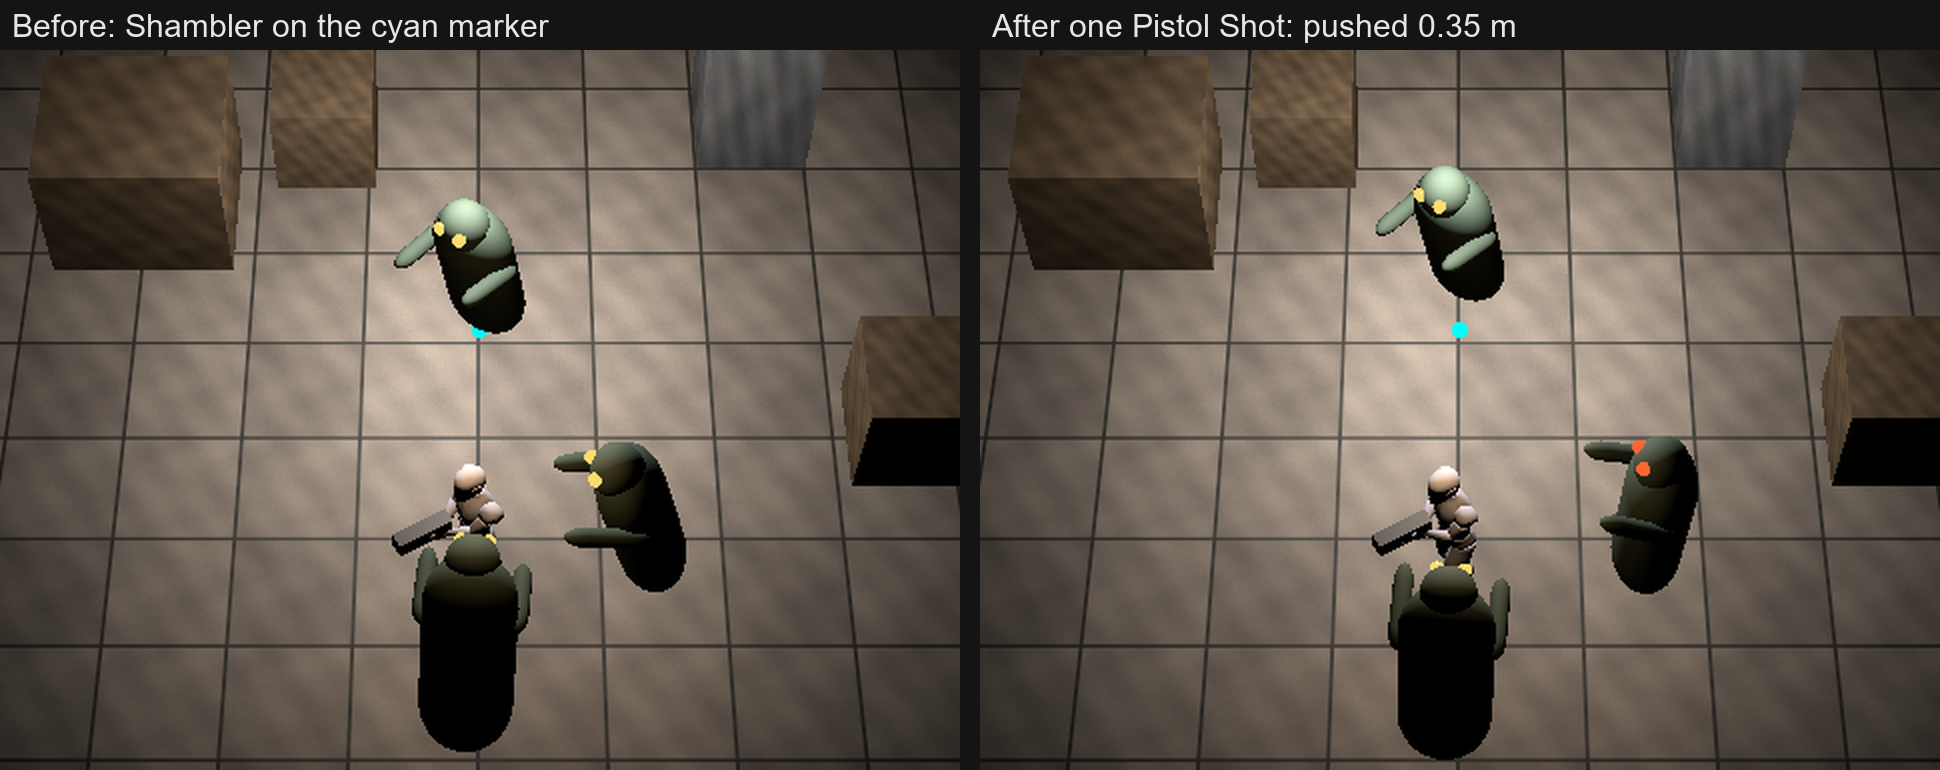 Before: Shambler on the cyan marker
After one Pistol Shot: pushed 0.35 m